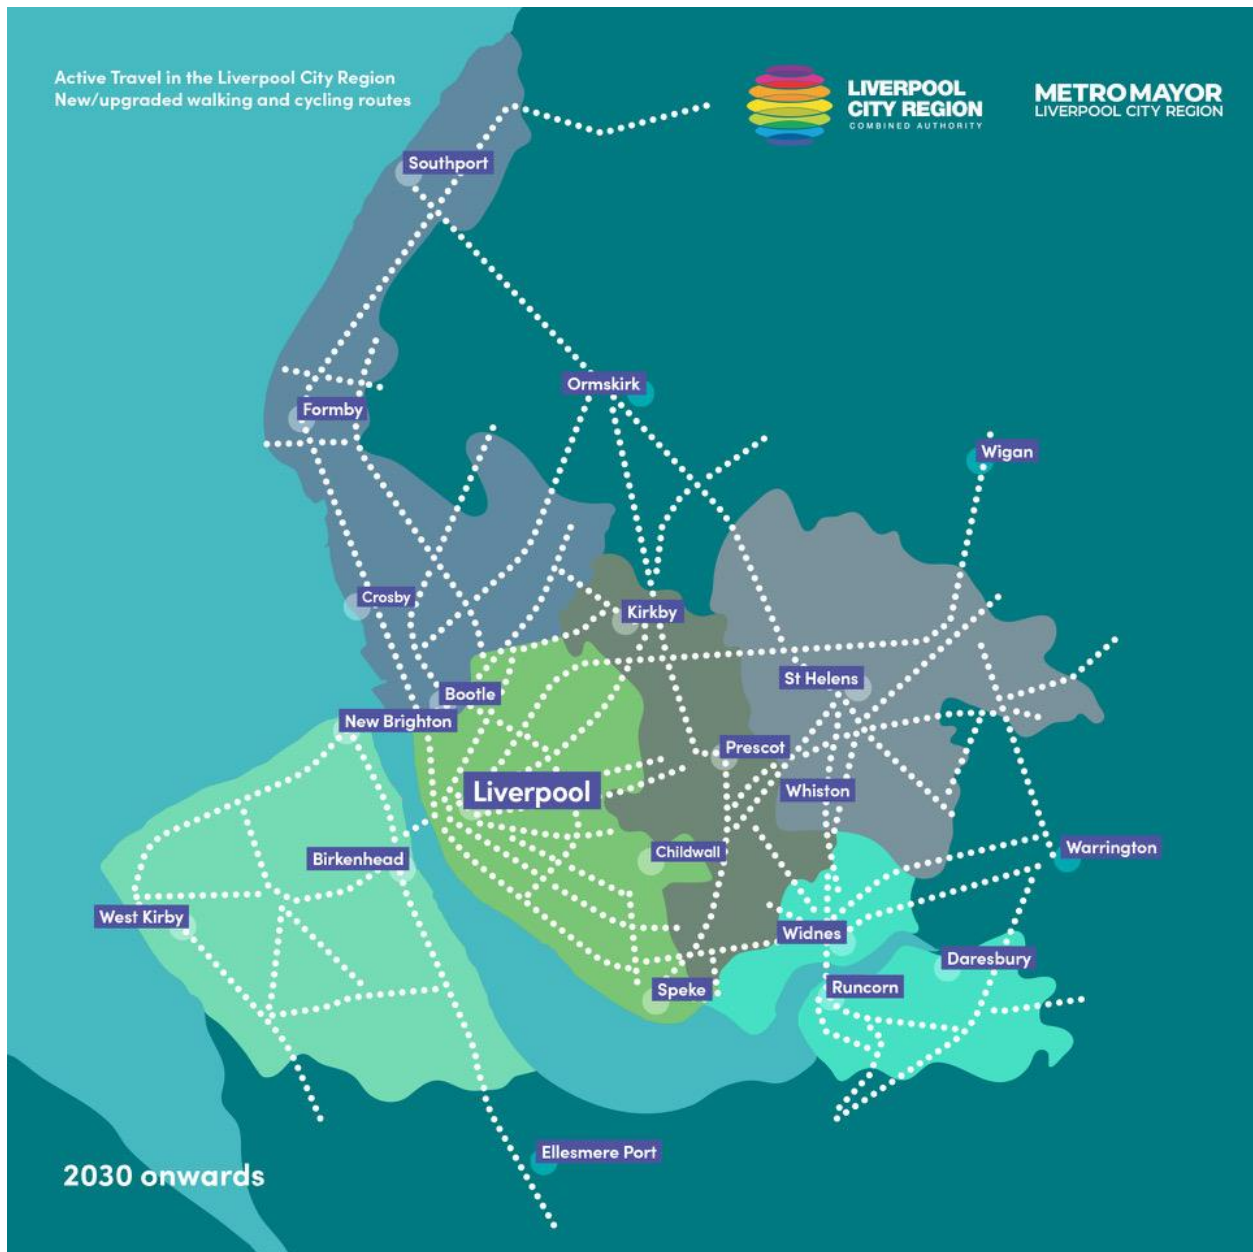 Active Travel in the Liverpool City Region
New/upgraded walking and cycling routes
LIVERPOOL
CITY REGION
COMBINED AUTHORITY
METRO MAYOR
LIVERPOOL CITY REGION
Southport
Ormskirk
Formby
Wigan
Crosby
Kirkby
St Helens
Bootle
New Brighton
Prescot
Liverpool
Whiston
Childwall
Warrington
Birkenhead
West Kirby
Widnes
Daresbury
Speke
Runcorn
Ellesmere Port
2030 onwards